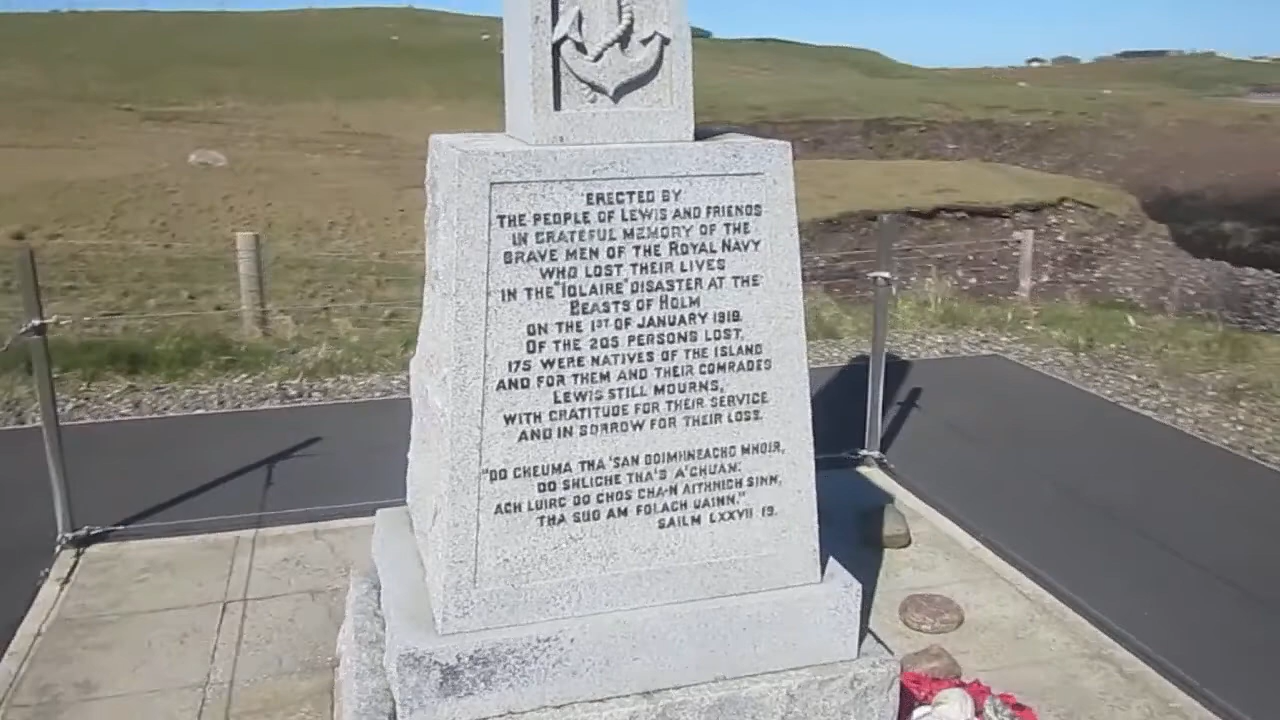 ERECTED BY
THE PEOPLE OF LEWIS AND FRIENDS
IN GRATEFUL MEMORY OF THE
BRAVE MEN OF THE ROYAL NAVY
WHO LOST THEIR LIVES
IN THE "IOLAIRE" DISASTER AT THE
BEASTS OF HOLM
ON THE 1ST OF JANUARY 1919.
OF THE 205 PERSONS LOST,
175 WERE NATIVES OF THE ISLAND
AND FOR THEM AND THEIR COMRADES
LEWIS STILL MOURNS,
WITH GRATITUDE FOR THEIR SERVICE
AND IN SORROW FOR THEIR LOSS.
"DO CHEUMA THA 'SAN DOIMHNEACHD MHOIR,
DO SHLIGHE THA'S A'CHUAN:
ACH LUIRG DO CHOS CHA-N AITHNICH SINN,
THA SUD AM FOLACH UAINN."
SAILM LXXVII 19.